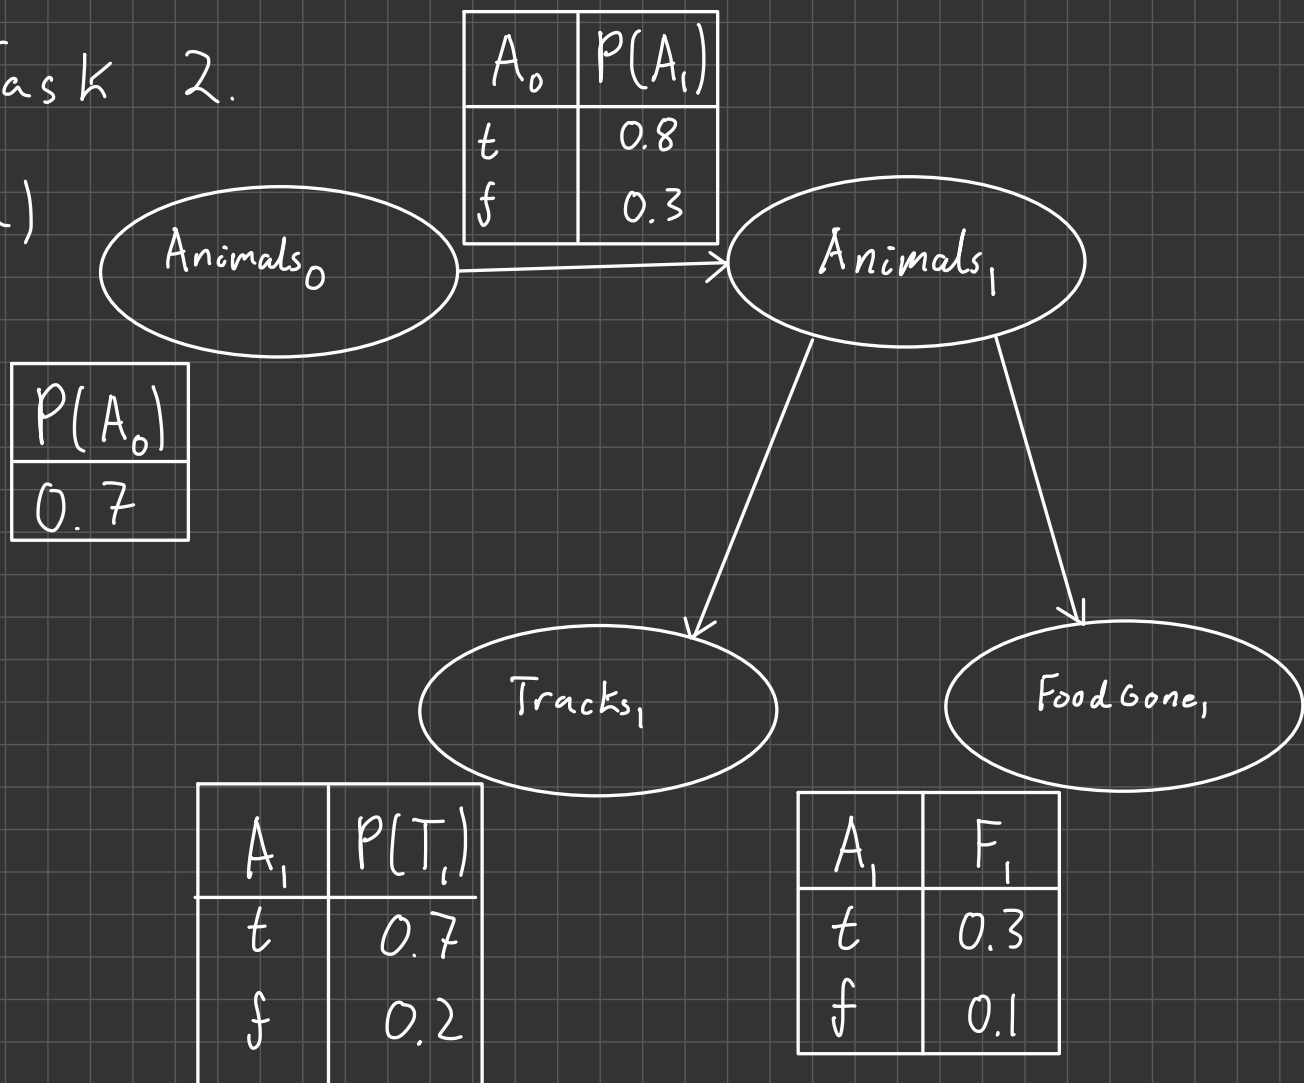 ask 2.
)
A₀ P(A₁)
t 0.8
f 0.3
Animals₀
Animals₁
P(A₀)
0.7
Tracks₁
FoodGone₁
A₁ P(T₁)
t 0.7
f 0.2
A₁ F₁
t 0.3
f 0.1